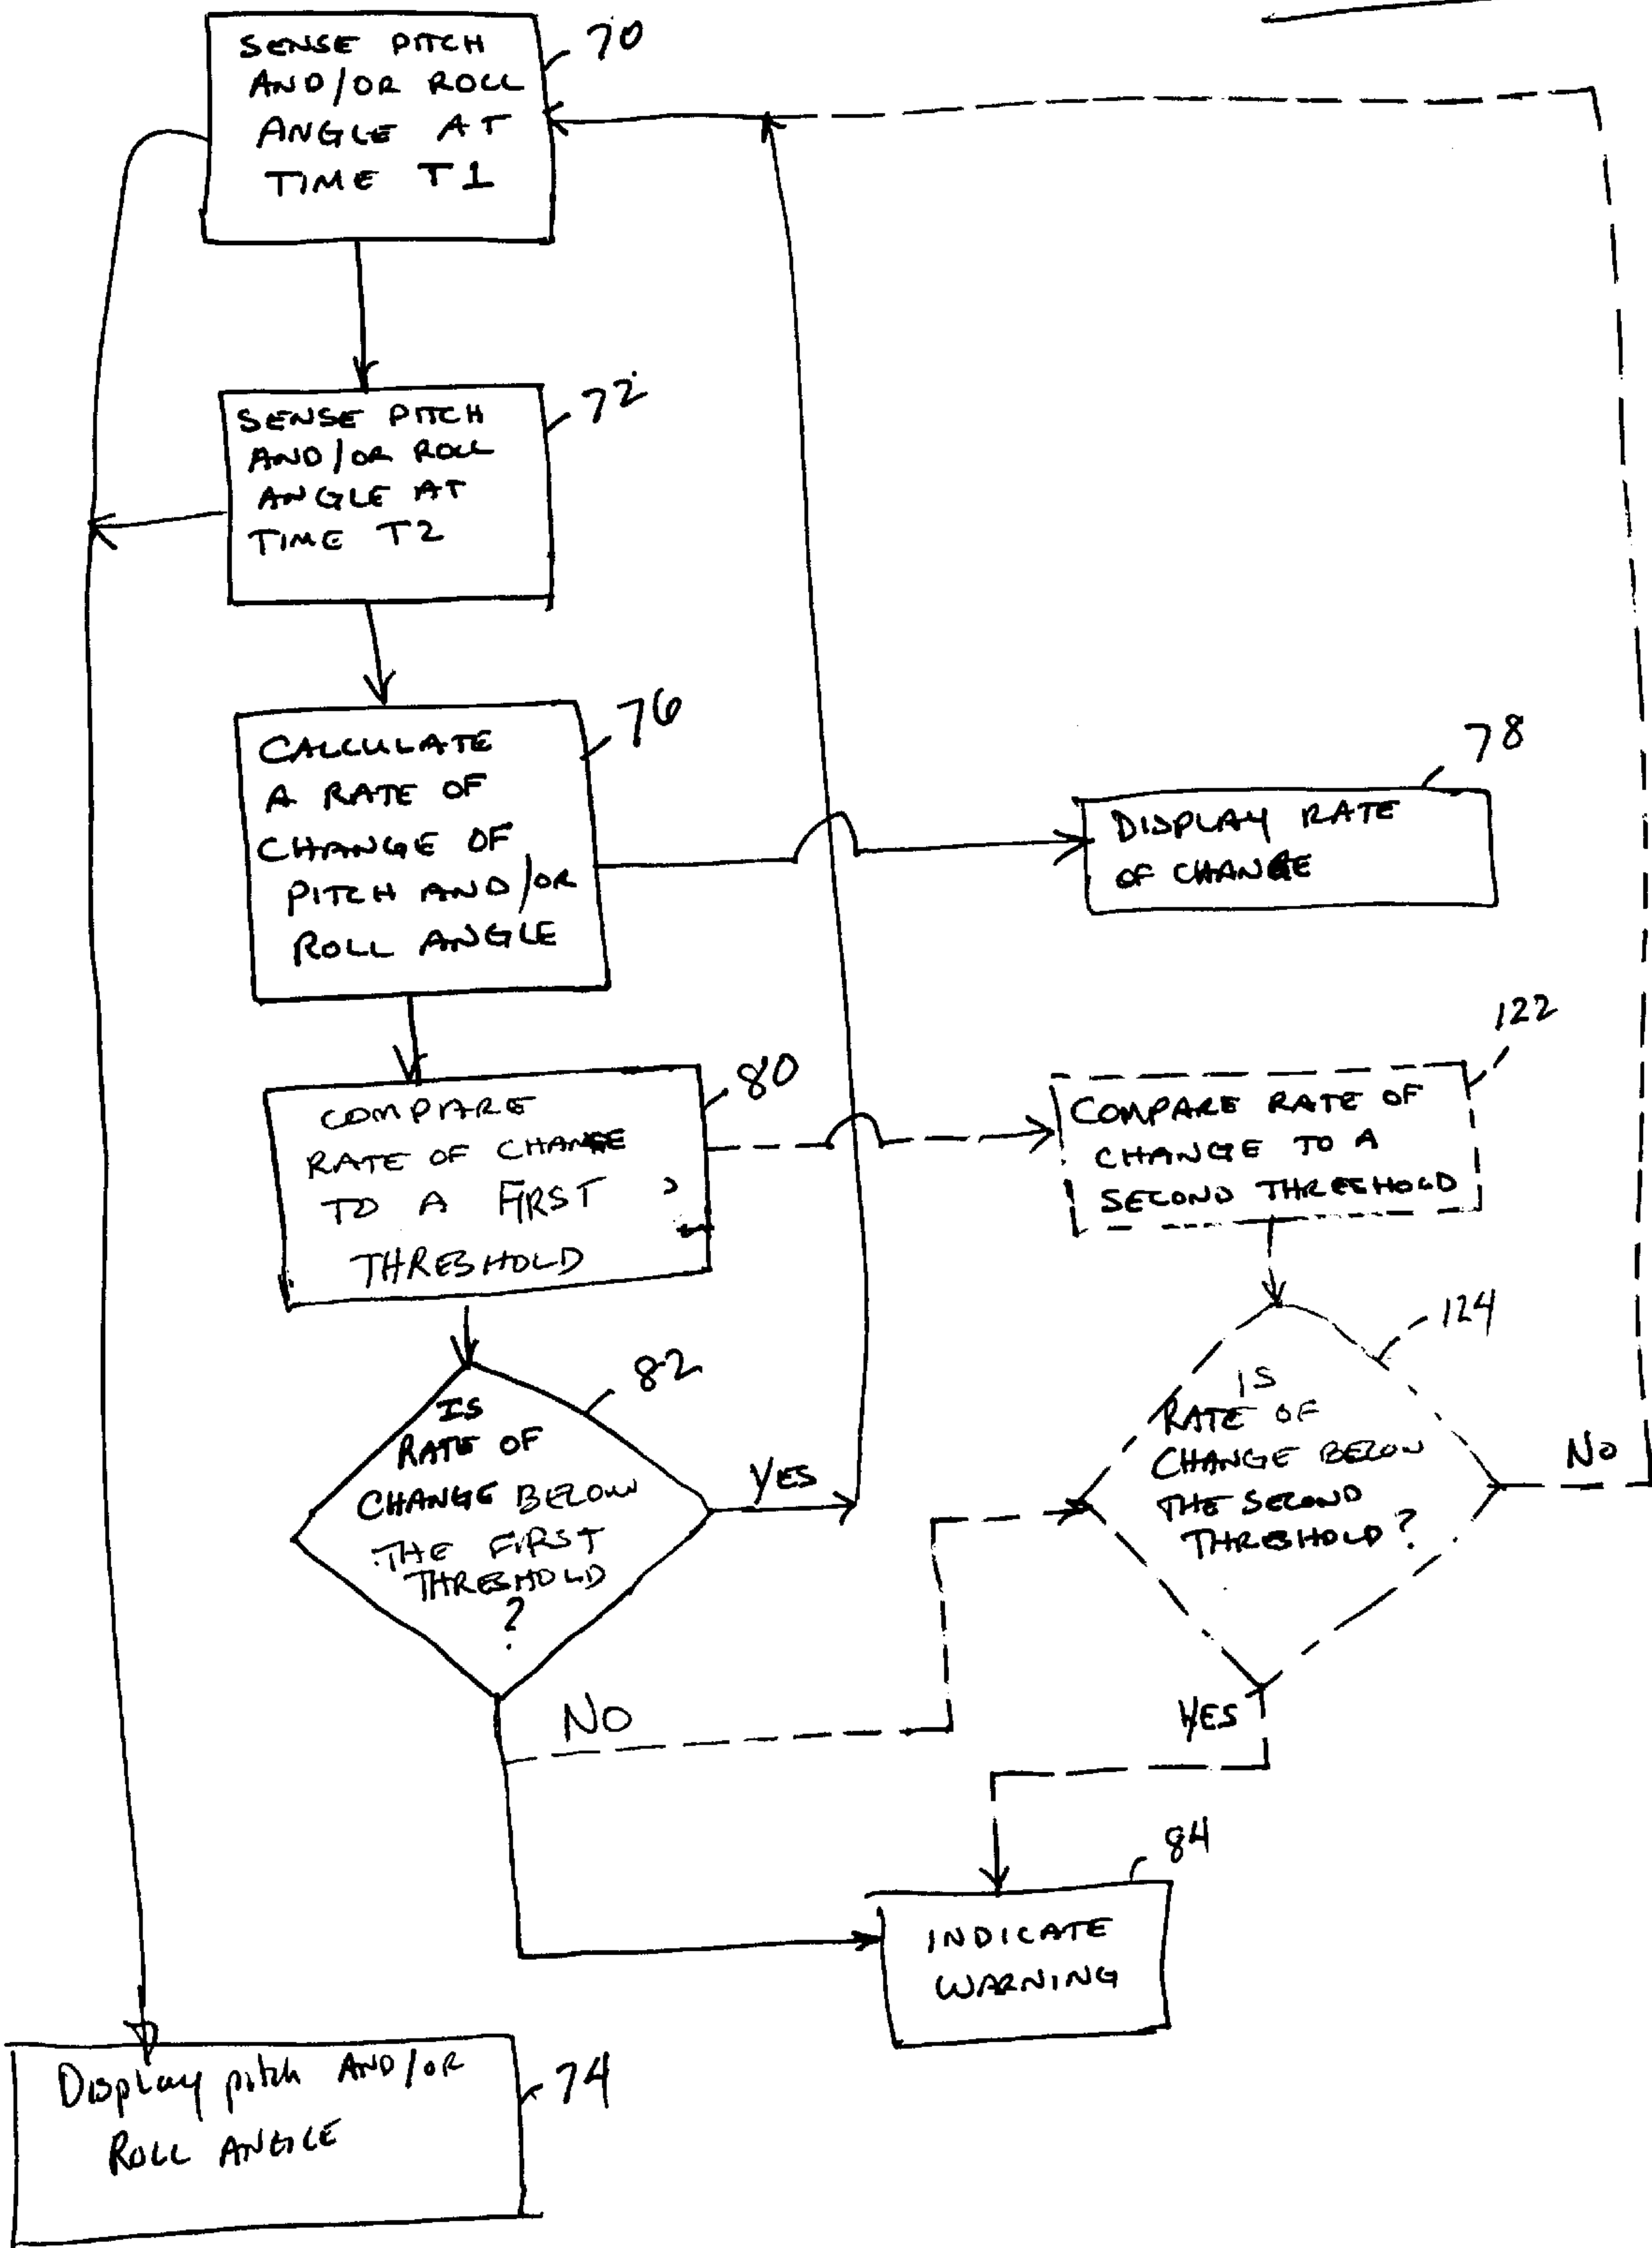 SENSE PITCH
AND/OR ROLL
ANGLE AT
TIME T1
70
SENSE PITCH
AND/OR ROLL
ANGLE AT
TIME T2
72
CALCULATE
A RATE OF
CHANGE OF
PITCH AND/OR
ROLL ANGLE
76
DISPLAY RATE
OF CHANGE
78
COMPARE
RATE OF CHANGE
TO A FIRST
THRESHOLD
80
COMPARE RATE OF
CHANGE TO A
SECOND THRESHOLD
122
IS
RATE OF
CHANGE BELOW
THE FIRST
THRESHOLD
?
82
YES
NO
IS
RATE OF
CHANGE BELOW
THE SECOND
THRESHOLD?
124
NO
YES
INDICATE
WARNING
84
Display pitch AND/OR
ROLL ANGLE
74